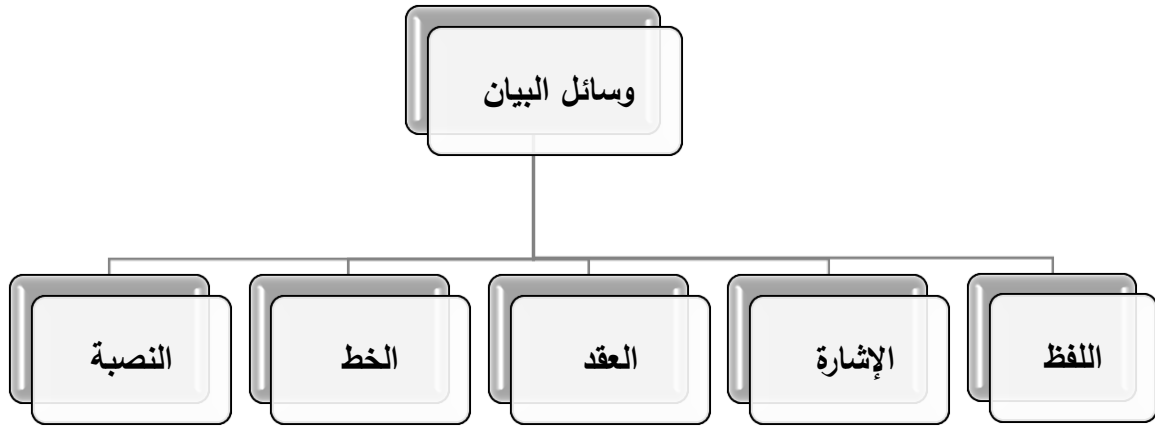 وسائل البيان
اللفظ
الإشارة
العقد
الخط
النصبة